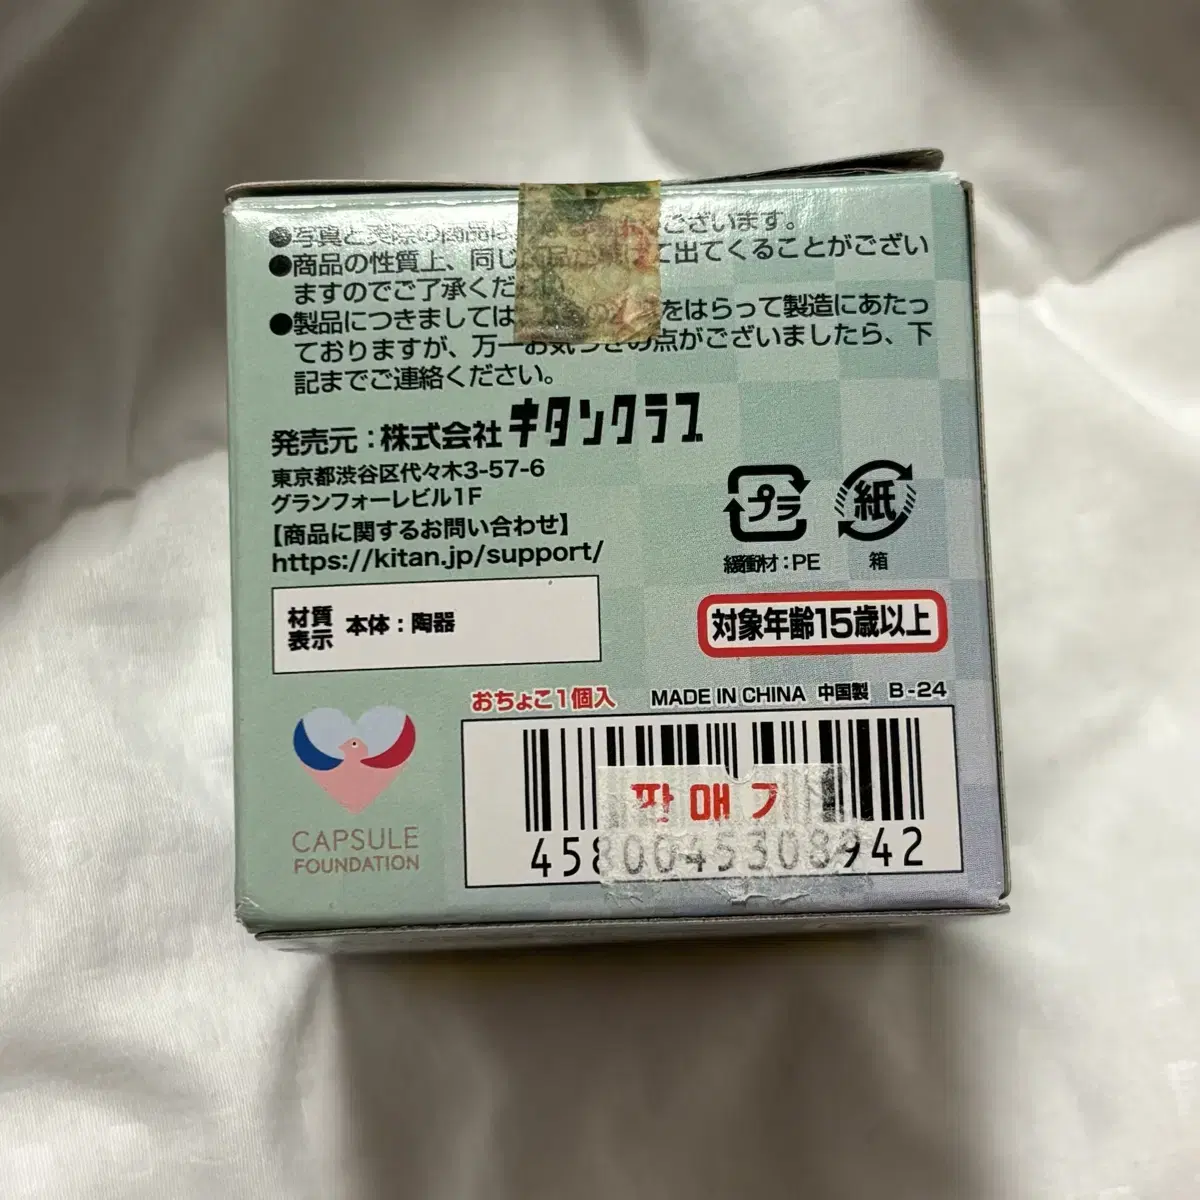 ●写真と実際の商品は ございます。
●商品の性質上、同じ 出てくることがござい
ますのでご了承くだ
●製品につきましては をはらって製造にあたっ
ておりますが、万一お気づきの点がございましたら、下
記までご連絡ください。
発売元：株式会社キタンクラブ
東京都渋谷区代々木3-57-6
グランフォーレビル1F
【商品に関するお問い合わせ】
https://kitan.jp/support/
プラ
紙
緩衝材：PE
箱
材質
表示
本体：陶器
対象年齢15歳以上
おちょこ1個入 MADE IN CHINA 中国製 B-24
CAPSULE
FOUNDATION
판매
4580045308942